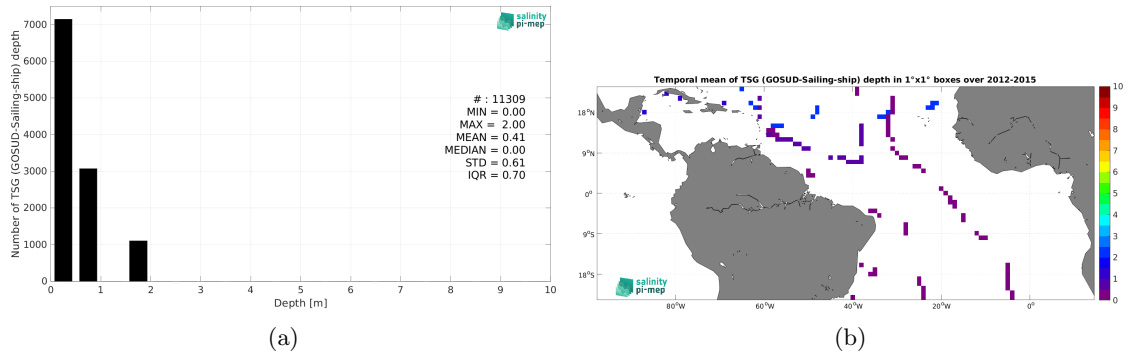 salinity
pi-mep
7000
6000
5000
4000
3000
2000
1000
0
Number of TSG (GOSUD-Sailing-ship) depth
# : 11309
MIN = 0.00
MAX = 2.00
MEAN = 0.41
MEDIAN = 0.00
STD = 0.61
IQR = 0.70
0 1 2 3 4 5 6 7 8 9 10
Depth [m]
(a)
Temporal mean of TSG (GOSUD-Sailing-ship) depth in 1°x1° boxes over 2012-2015
18°N
9°N
0°
9°S
18°S
80°W 60°W 40°W 20°W 0°
salinity
pi-mep
10
9
8
7
6
5
4
3
2
1
0
(b)